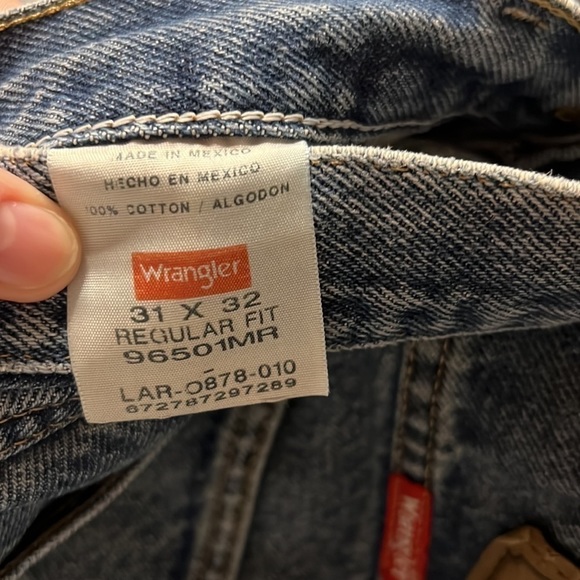 MADE IN MEXICO
HECHO EN MEXICO
100% COTTON / ALGODON
Wrangler
31 X 32
REGULAR FIT
96501MR
LAR-0878-010
672787297289
Wrangler